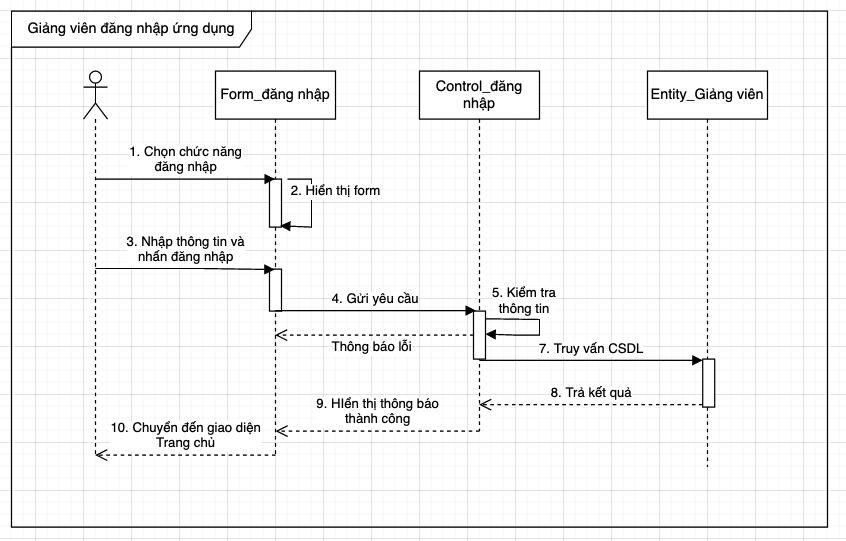 Giảng viên đăng nhập ứng dụng
Form_đăng nhập
Control_đăng
nhập
Entity_Giảng viên
1. Chọn chức năng
đăng nhập
2. Hiển thị form
3. Nhập thông tin và
nhấn đăng nhập
4. Gửi yêu cầu
5. Kiểm tra
thông tin
Thông báo lỗi
7. Truy vấn CSDL
8. Trả kết quả
9. HIển thị thông báo
thành công
10. Chuyển đến giao diện
Trang chủ